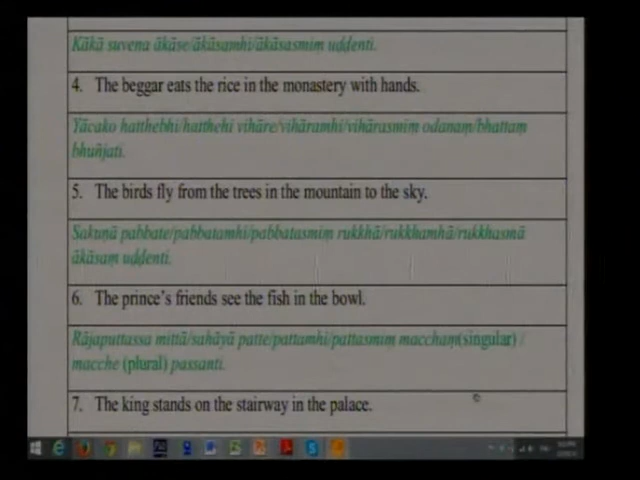 Kākā suvena ākāse/ākāsamhi/ākāsasmiṃ uḍḍenti.
4. The beggar eats the rice in the monastery with hands.
Yācako hatthebhi/hatthehi vihāre/vihāramhi/vihārasmiṃ odanaṃ/bhattaṃ
bhuñjati.
5. The birds fly from the trees in the mountain to the sky.
Sakuṇā pabbate/pabbatamhi/pabbatasmiṃ rukkhā/rukkhamhā/rukkhasmā
ākāsaṃ uḍḍenti.
6. The prince's friends see the fish in the bowl.
Rājaputtassa mittā/sahāyā patte/pattamhi/pattasmiṃ macchaṃ(singular) /
macche (plural) passanti.
7. The king stands on the stairway in the palace.